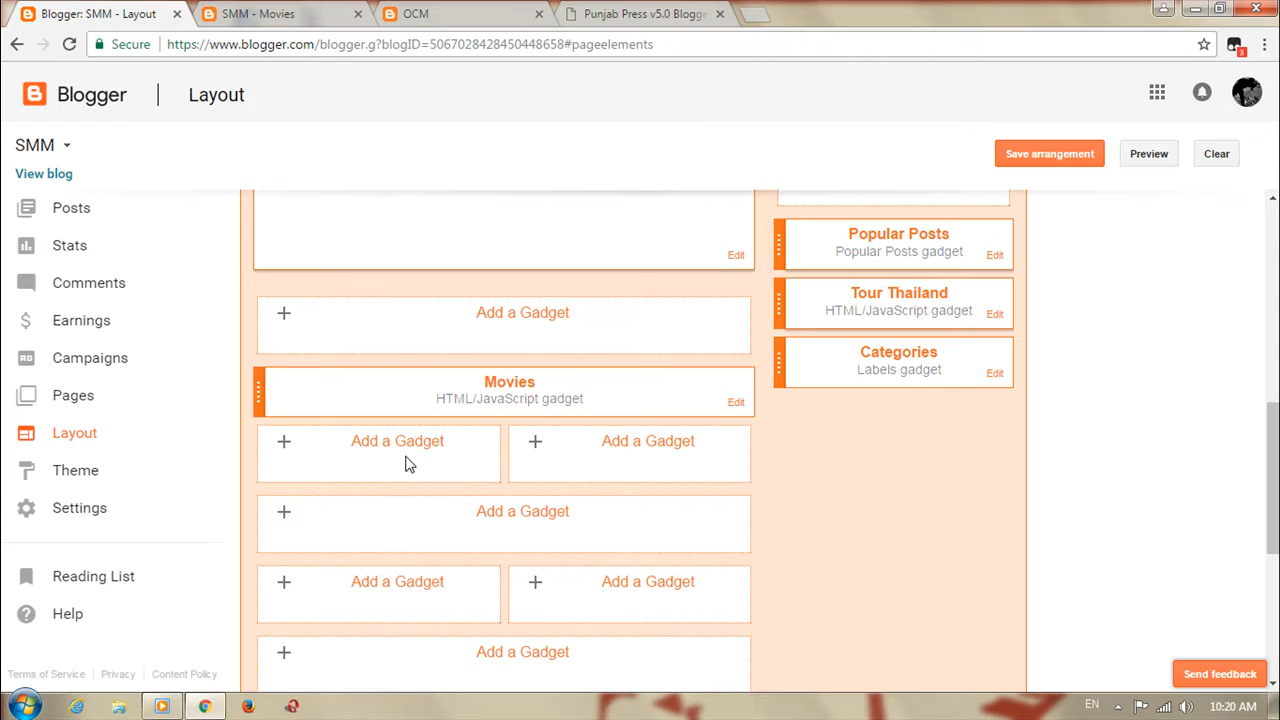 Blogger: SMM - Layout
SMM - Movies
OCM
Punjab Press v5.0 Blogge
Secure
https://www.blogger.com/blogger.g?blogID=5067028428450448658#pageelements
3
Blogger
Layout
SMM
View blog
Save arrangement
Preview
Clear
Posts
Stats
Comments
Earnings
Campaigns
Pages
Layout
Theme
Settings
Reading List
Help
Terms of Service
Privacy
Content Policy
Edit
Add a Gadget
Movies
HTML/JavaScript gadget
Edit
Add a Gadget
Add a Gadget
Add a Gadget
Add a Gadget
Add a Gadget
Add a Gadget
Popular Posts
Popular Posts gadget
Edit
Tour Thailand
HTML/JavaScript gadget
Edit
Categories
Labels gadget
Edit
Send feedback
EN
10:20 AM